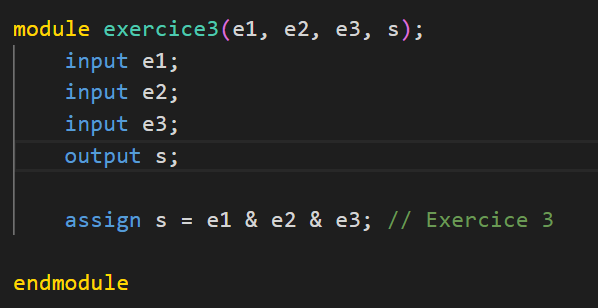 module exercice3(e1, e2, e3, s);
    input e1;
    input e2;
    input e3;
    output s;

    assign s = e1 & e2 & e3; // Exercice 3

endmodule